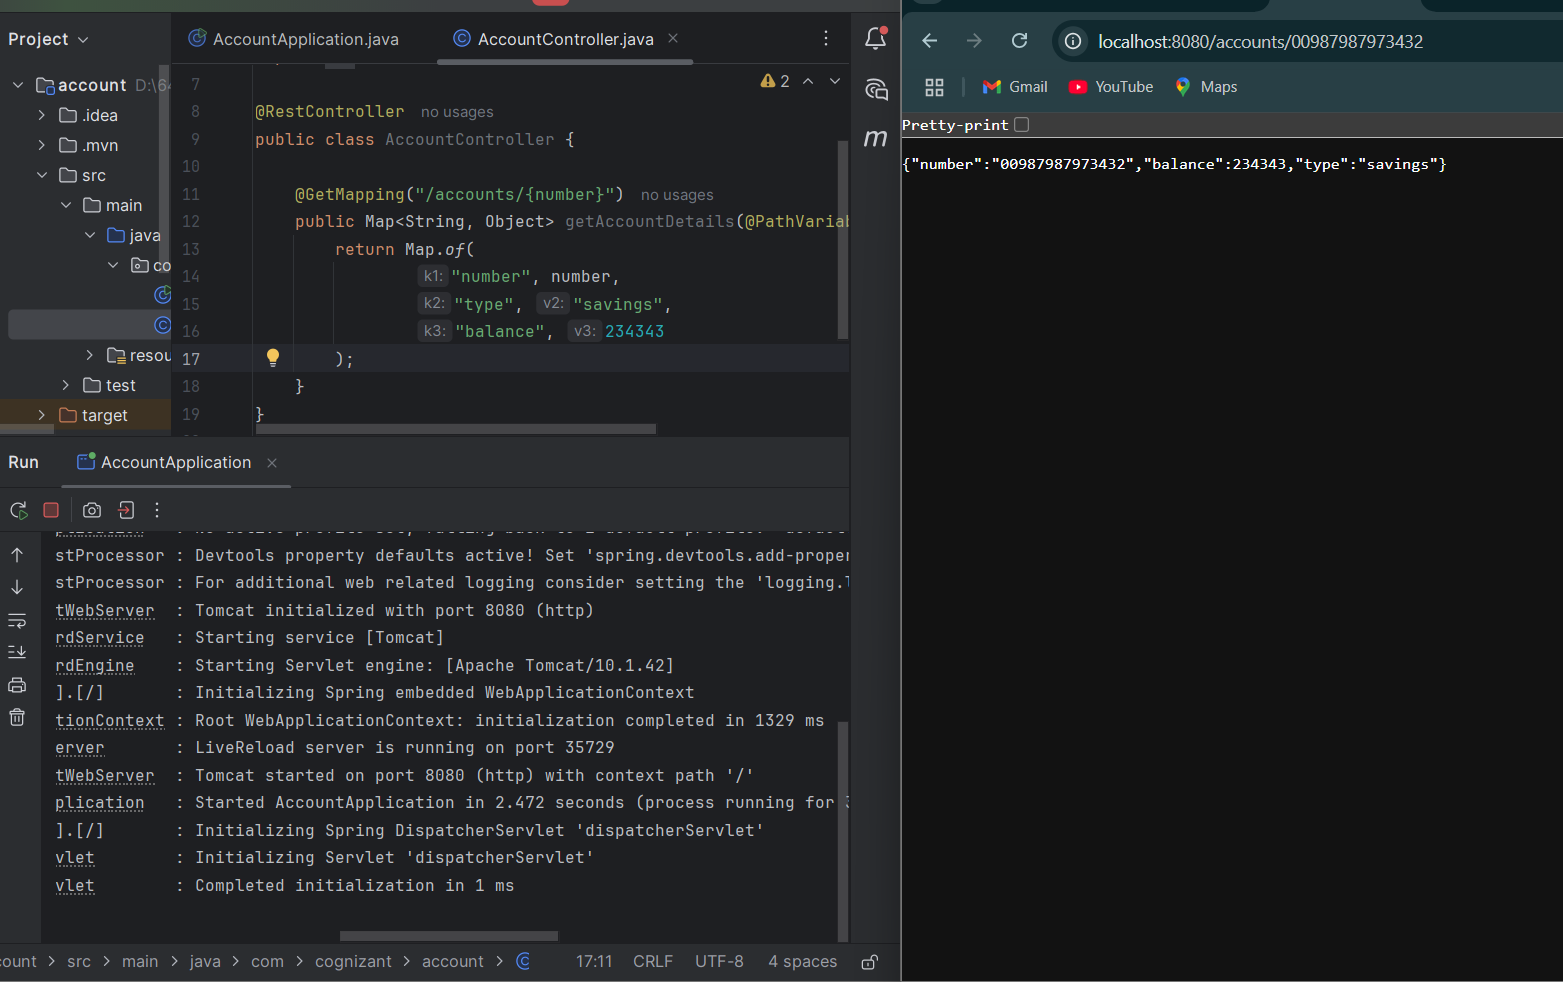 Project
account D:\64
.idea
.mvn
src
main
java
co
resou
test
target
AccountApplication.java
AccountController.java
2
7
8 @RestController no usages
9 public class AccountController {
10
11 @GetMapping("/accounts/{number}") no usages
12 public Map<String, Object> getAccountDetails(@PathVariab
13 return Map.of(
14 k1: "number", number,
15 k2: "type", v2: "savings",
16 k3: "balance", v3: 234343
17 );
18 }
19 }
m
Run AccountApplication
stProcessor : Devtools property defaults active! Set 'spring.devtools.add-proper
stProcessor : For additional web related logging consider setting the 'logging.l
tWebServer : Tomcat initialized with port 8080 (http)
rdService : Starting service [Tomcat]
rdEngine : Starting Servlet engine: [Apache Tomcat/10.1.42]
].[/] : Initializing Spring embedded WebApplicationContext
tionContext : Root WebApplicationContext: initialization completed in 1329 ms
erver : LiveReload server is running on port 35729
tWebServer : Tomcat started on port 8080 (http) with context path '/'
plication : Started AccountApplication in 2.472 seconds (process running for 3
].[/] : Initializing Spring DispatcherServlet 'dispatcherServlet'
vlet : Initializing Servlet 'dispatcherServlet'
vlet : Completed initialization in 1 ms
count > src > main > java > com > cognizant > account >
17:11 CRLF UTF-8 4 spaces
localhost:8080/accounts/00987987973432
Gmail YouTube Maps
Pretty-print
{"number":"00987987973432","balance":234343,"type":"savings"}